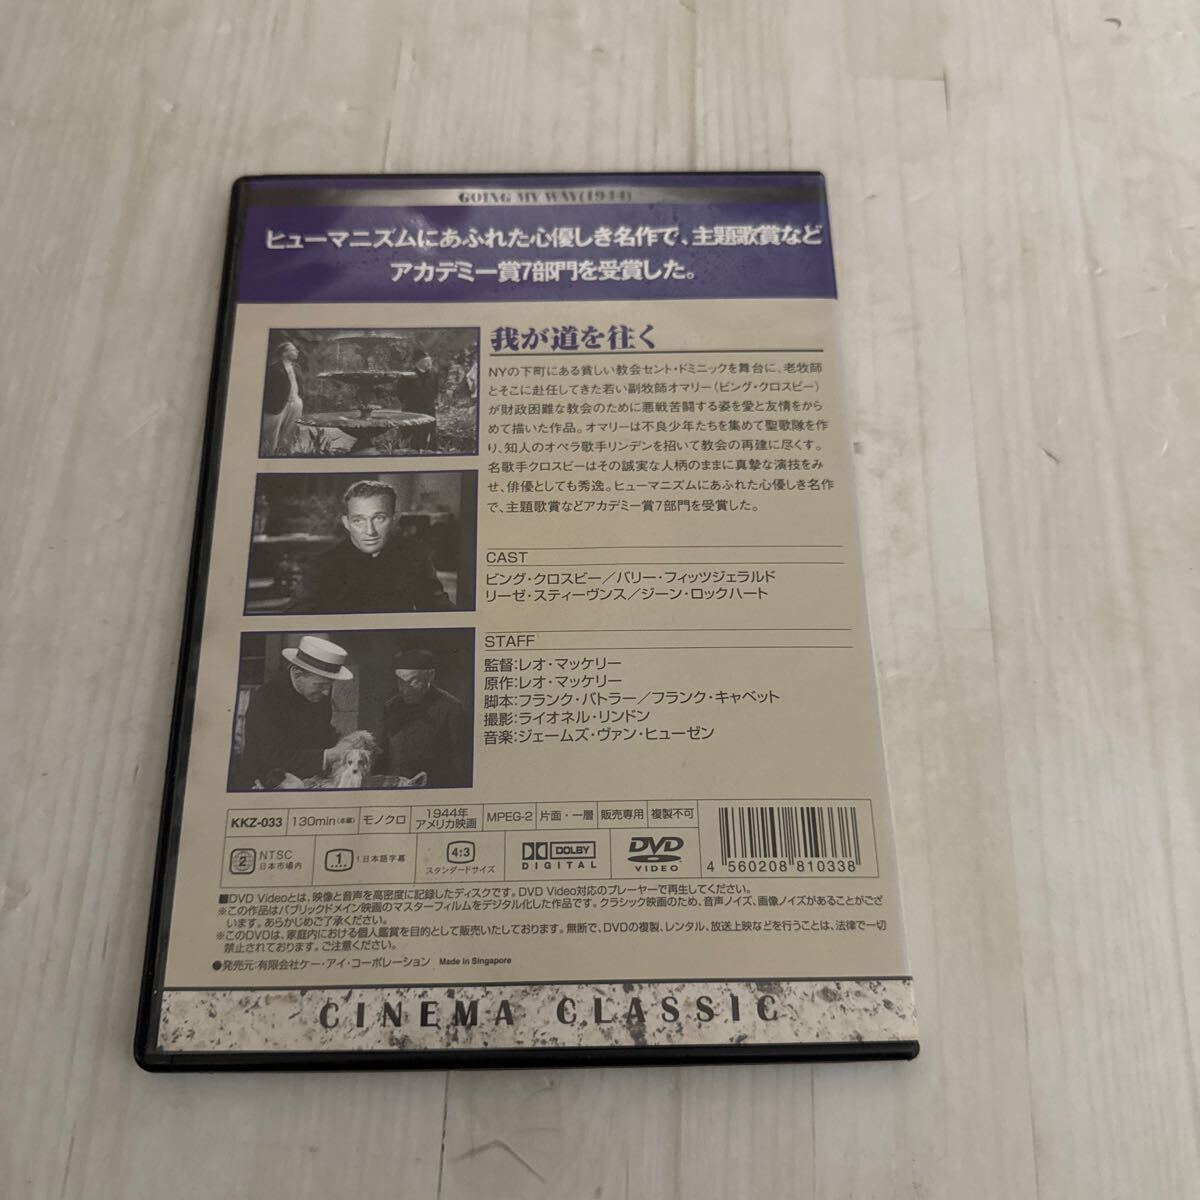 GOING MY WAY(1944)
ヒューマニズムにあふれた心優しき名作で、主題歌賞など
アカデミー賞7部門を受賞した。
我が道を往く
NYの下町にある貧しい教会セント・ドミニックを舞台に、老牧師
とそこに赴任してきた若い副牧師オマリー(ビング・クロスビー)
が財政困難な教会のために悪戦苦闘する姿を愛と友情をから
めて描いた作品。オマリーは不良少年たちを集めて聖歌隊を作
り、知人のオペラ歌手リンデンを招いて教会の再建に尽くす。
名歌手クロスビーはその誠実な人柄のままに真摯な演技をみ
せ、俳優としても秀逸。ヒューマニズムにあふれた心優しき名作
で、主題歌賞などアカデミー賞7部門を受賞した。
CAST
ビング・クロスビー/バリー・フィッツジェラルド
リーゼ・スティーヴンス/ジーン・ロックハート
STAFF
監督:レオ・マッケリー
原作:レオ・マッケリー
脚本:フランク・バトラー/フランク・キャベット
撮影:ライオネル・リンドン
音楽:ジェームズ・ヴァン・ヒューゼン
KKZ-033 130min(本編) モノクロ 1944年 アメリカ映画 MPEG-2 片面・一層 販売専用 複製不可
2 NTSC 日本市場内 1 1.日本語字幕 4:3 スタンダードサイズ DOLBY DIGITAL DVD VIDEO
4 560208 810338
■DVD Videoとは、映像と音声を高密度に記録したディスクです。DVD Video対応のプレーヤーで再生してください。
※この作品はパブリックドメイン映画のマスターフィルムをデジタル化した作品です。クラシック映画のため、音声ノイズ、画像ノイズがあることがござ
います。あらかじめご了承ください。
※このDVDは、家庭内における個人鑑賞を目的として販売いたしております。無断で、DVDの複製、レンタル、放送上映などを行うことは、法律で一切
禁止されております。ご注意ください。
●発売元:有限会社ケー・アイ・コーポレーション Made in Singapore
CINEMA CLASSIC